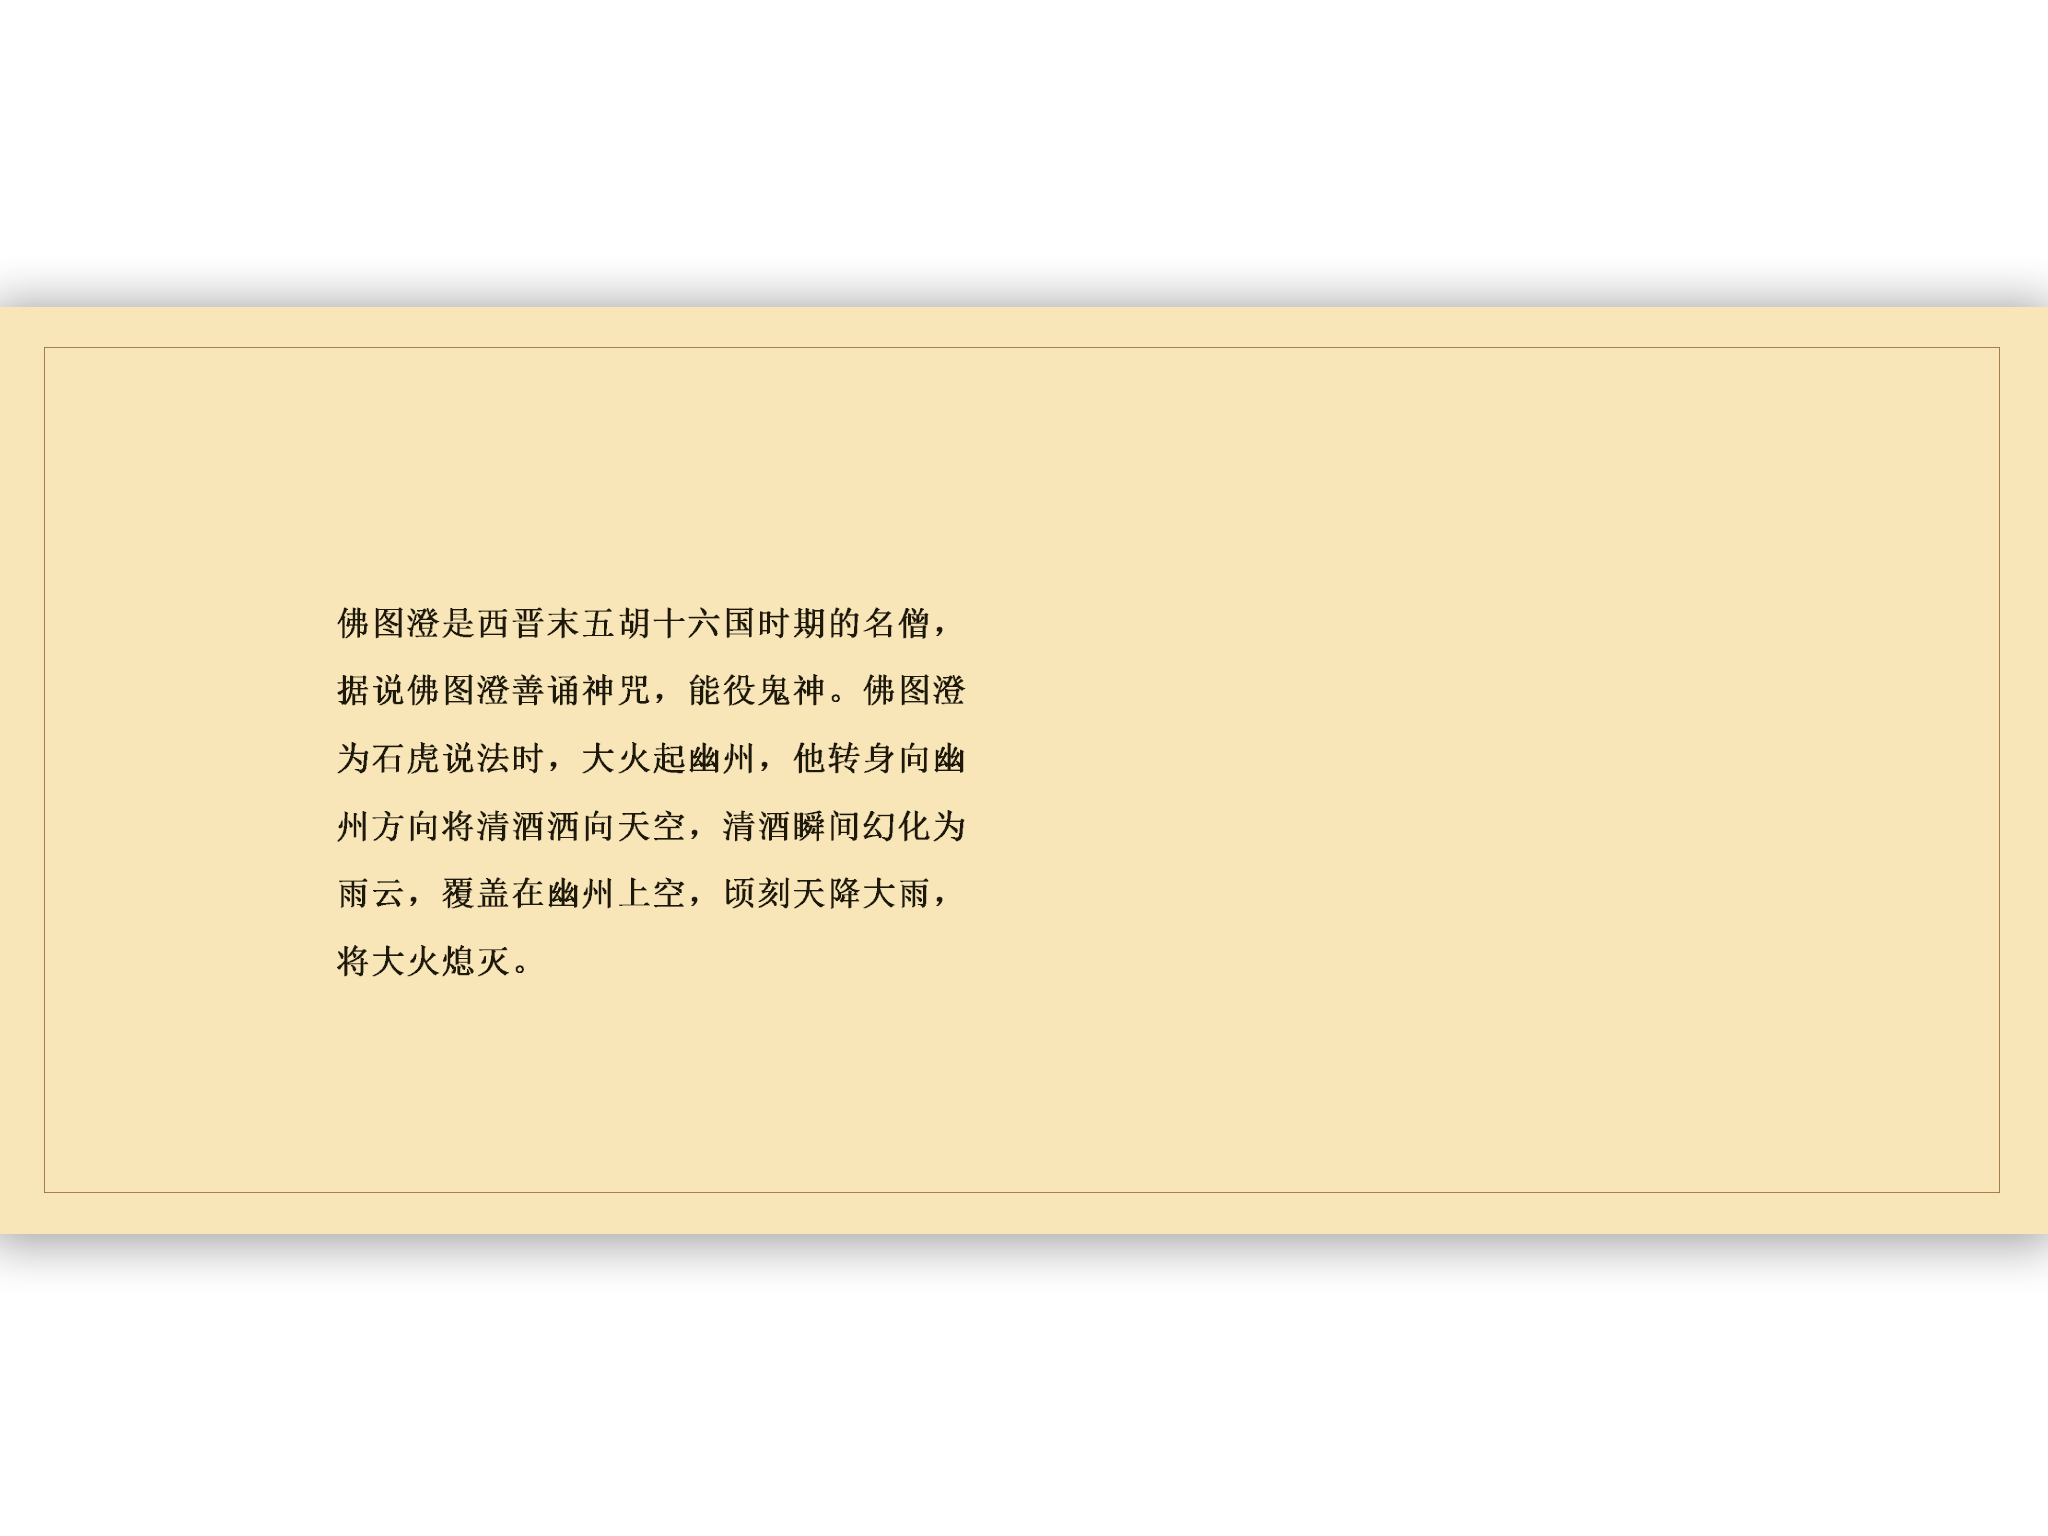 佛图澄是西晋末五胡十六国时期的名僧，
据说佛图澄善诵神咒，能役鬼神。佛图澄
为石虎说法时，大火起幽州，他转身向幽
州方向将清酒洒向天空，清酒瞬间幻化为
雨云，覆盖在幽州上空，顷刻天降大雨，
将大火熄灭。